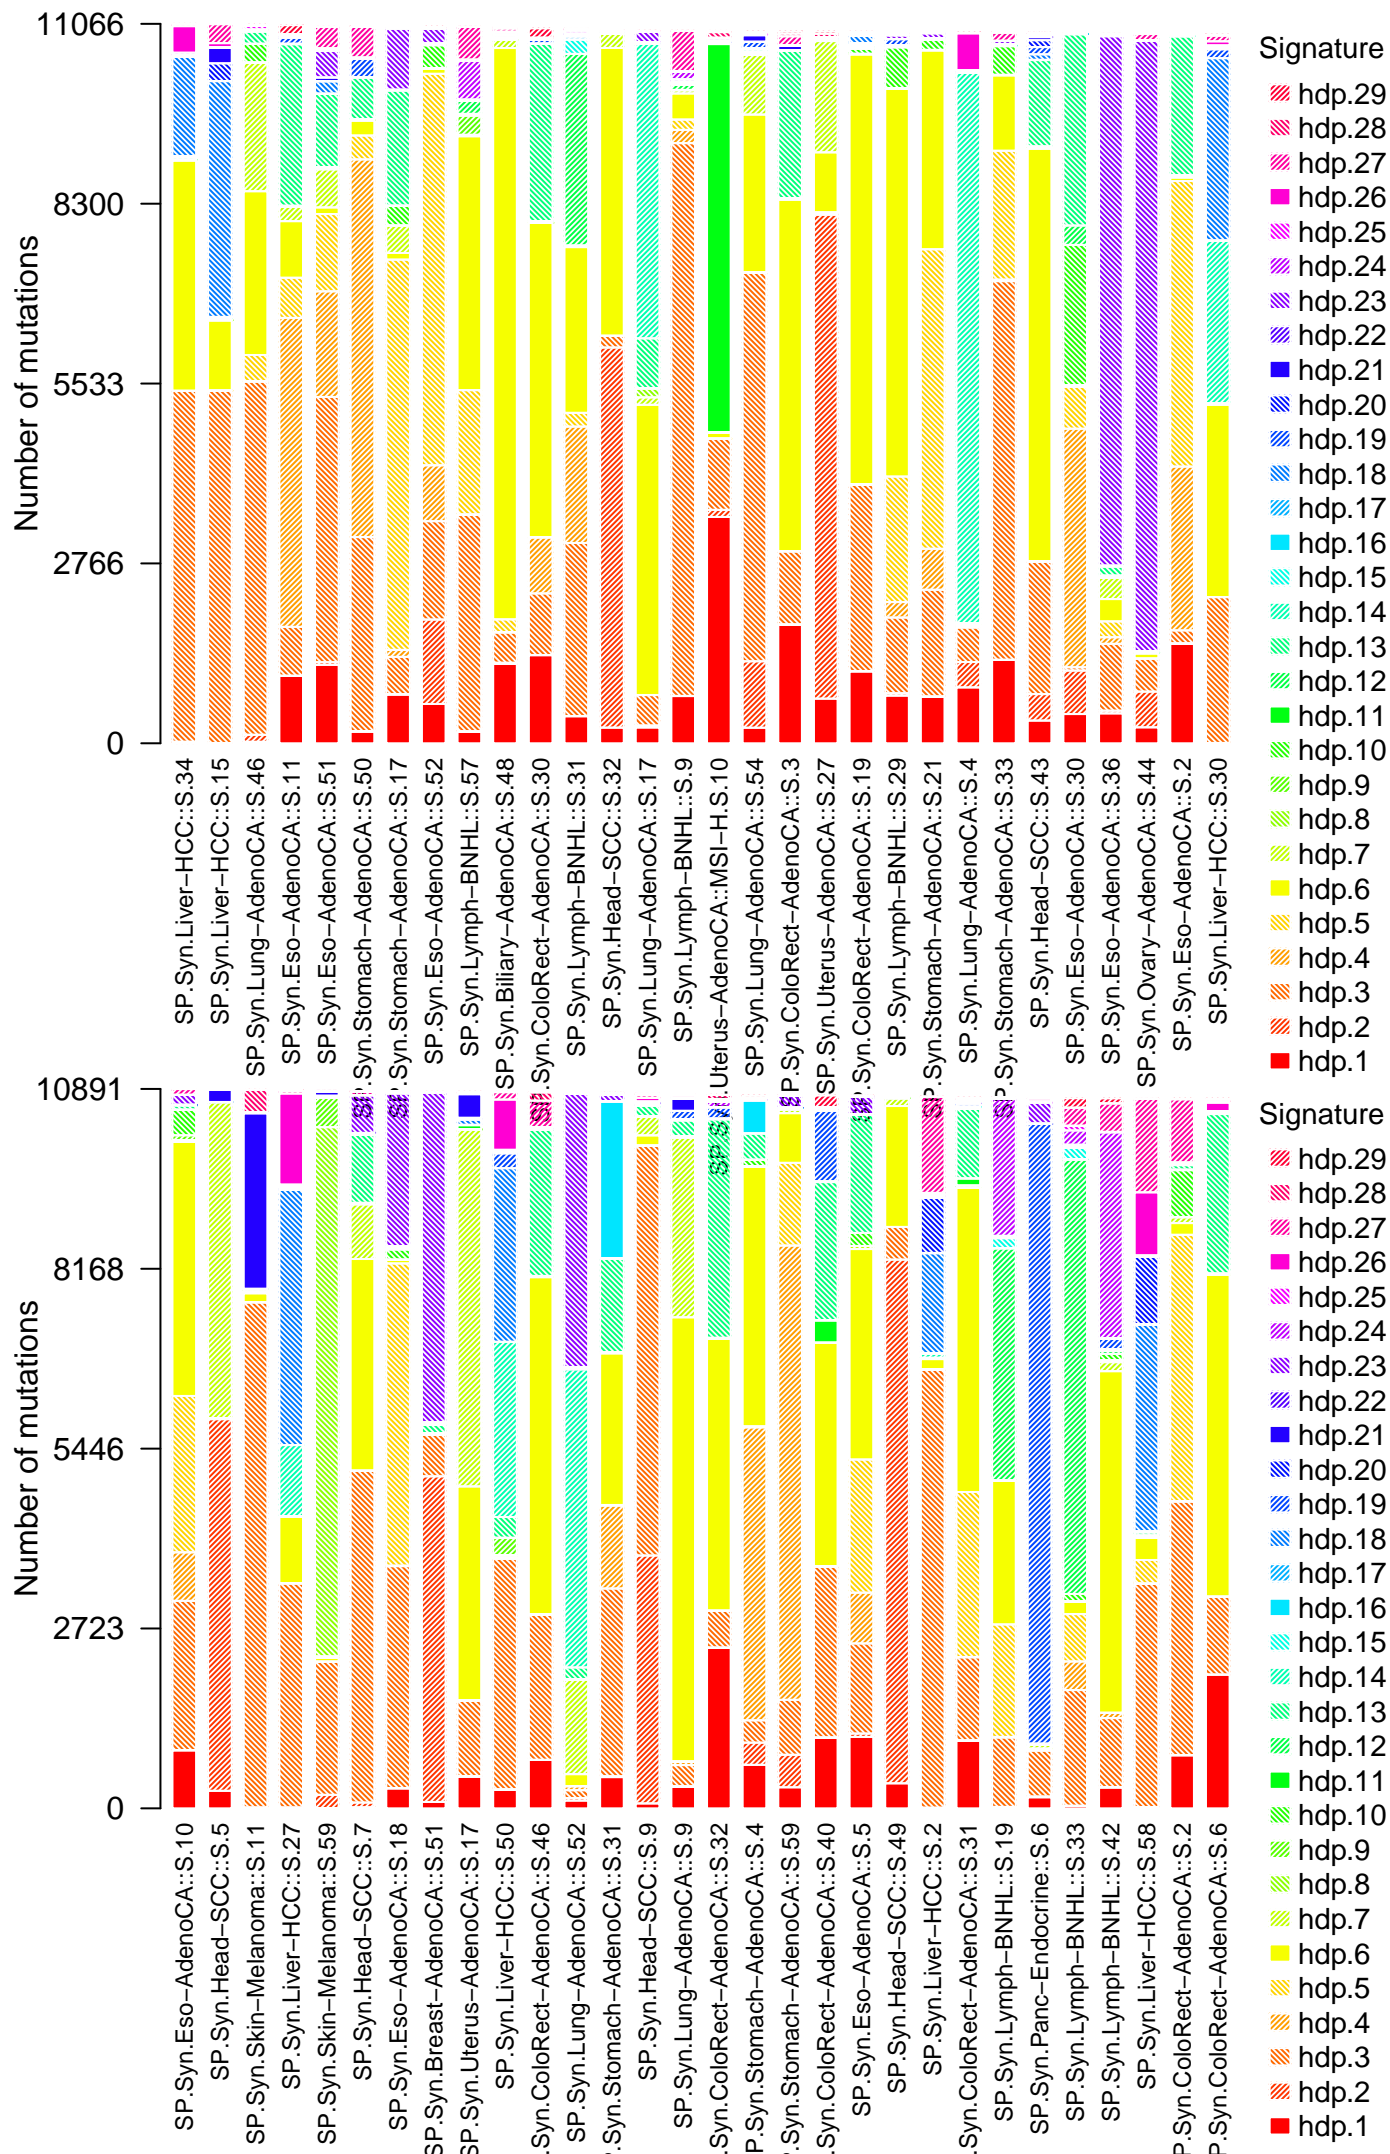 11066
8300
5533
2766
0
Number of mutations
Signature
hdp.29
hdp.28
hdp.27
hdp.26
hdp.25
hdp.24
hdp.23
hdp.22
hdp.21
hdp.20
hdp.19
hdp.18
hdp.17
hdp.16
hdp.15
hdp.14
hdp.13
hdp.12
hdp.11
hdp.10
hdp.9
hdp.8
hdp.7
hdp.6
hdp.5
hdp.4
hdp.3
hdp.2
hdp.1
SP.Syn.Liver−HCC::S.34
SP.Syn.Liver−HCC::S.15
SP.Syn.Lung−AdenoCA::S.46
SP.Syn.Eso−AdenoCA::S.11
SP.Syn.Eso−AdenoCA::S.51
SP.Syn.Stomach−AdenoCA::S.50
SP.Syn.Stomach−AdenoCA::S.17
SP.Syn.Eso−AdenoCA::S.52
SP.Syn.Lymph−BNHL::S.57
SP.Syn.Biliary−AdenoCA::S.48
SP.Syn.ColoRect−AdenoCA::S.30
SP.Syn.Lymph−BNHL::S.31
SP.Syn.Head−SCC::S.32
SP.Syn.Lung−AdenoCA::S.17
SP.Syn.Lymph−BNHL::S.9
SP.Syn.Uterus−AdenoCA::MSI−H.S.10
SP.Syn.Lung−AdenoCA::S.54
SP.Syn.ColoRect−AdenoCA::S.3
SP.Syn.Uterus−AdenoCA::S.27
SP.Syn.ColoRect−AdenoCA::S.19
SP.Syn.Lymph−BNHL::S.29
SP.Syn.Stomach−AdenoCA::S.21
SP.Syn.Lung−AdenoCA::S.4
SP.Syn.Stomach−AdenoCA::S.33
SP.Syn.Head−SCC::S.43
SP.Syn.Eso−AdenoCA::S.30
SP.Syn.Eso−AdenoCA::S.36
SP.Syn.Ovary−AdenoCA::S.44
SP.Syn.Eso−AdenoCA::S.2
SP.Syn.Liver−HCC::S.30
10891
8168
5446
2723
0
Number of mutations
Signature
hdp.29
hdp.28
hdp.27
hdp.26
hdp.25
hdp.24
hdp.23
hdp.22
hdp.21
hdp.20
hdp.19
hdp.18
hdp.17
hdp.16
hdp.15
hdp.14
hdp.13
hdp.12
hdp.11
hdp.10
hdp.9
hdp.8
hdp.7
hdp.6
hdp.5
hdp.4
hdp.3
hdp.2
hdp.1
SP.Syn.Eso−AdenoCA::S.10
SP.Syn.Head−SCC::S.5
SP.Syn.Skin−Melanoma::S.11
SP.Syn.Liver−HCC::S.27
SP.Syn.Skin−Melanoma::S.59
SP.Syn.Head−SCC::S.7
SP.Syn.Eso−AdenoCA::S.18
SP.Syn.Breast−AdenoCA::S.51
SP.Syn.Uterus−AdenoCA::S.17
SP.Syn.Liver−HCC::S.50
.Syn.ColoRect−AdenoCA::S.46
SP.Syn.Lung−AdenoCA::S.52
.Syn.Stomach−AdenoCA::S.31
SP.Syn.Head−SCC::S.9
SP.Syn.Lung−AdenoCA::S.9
.Syn.ColoRect−AdenoCA::S.32
P.Syn.Stomach−AdenoCA::S.4
.Syn.Stomach−AdenoCA::S.59
.Syn.ColoRect−AdenoCA::S.40
SP.Syn.Eso−AdenoCA::S.5
SP.Syn.Head−SCC::S.49
SP.Syn.Liver−HCC::S.2
.Syn.ColoRect−AdenoCA::S.31
SP.Syn.Lymph−BNHL::S.19
SP.Syn.Panc−Endocrine::S.6
SP.Syn.Lymph−BNHL::S.33
SP.Syn.Lymph−BNHL::S.42
SP.Syn.Liver−HCC::S.58
P.Syn.ColoRect−AdenoCA::S.2
P.Syn.ColoRect−AdenoCA::S.6